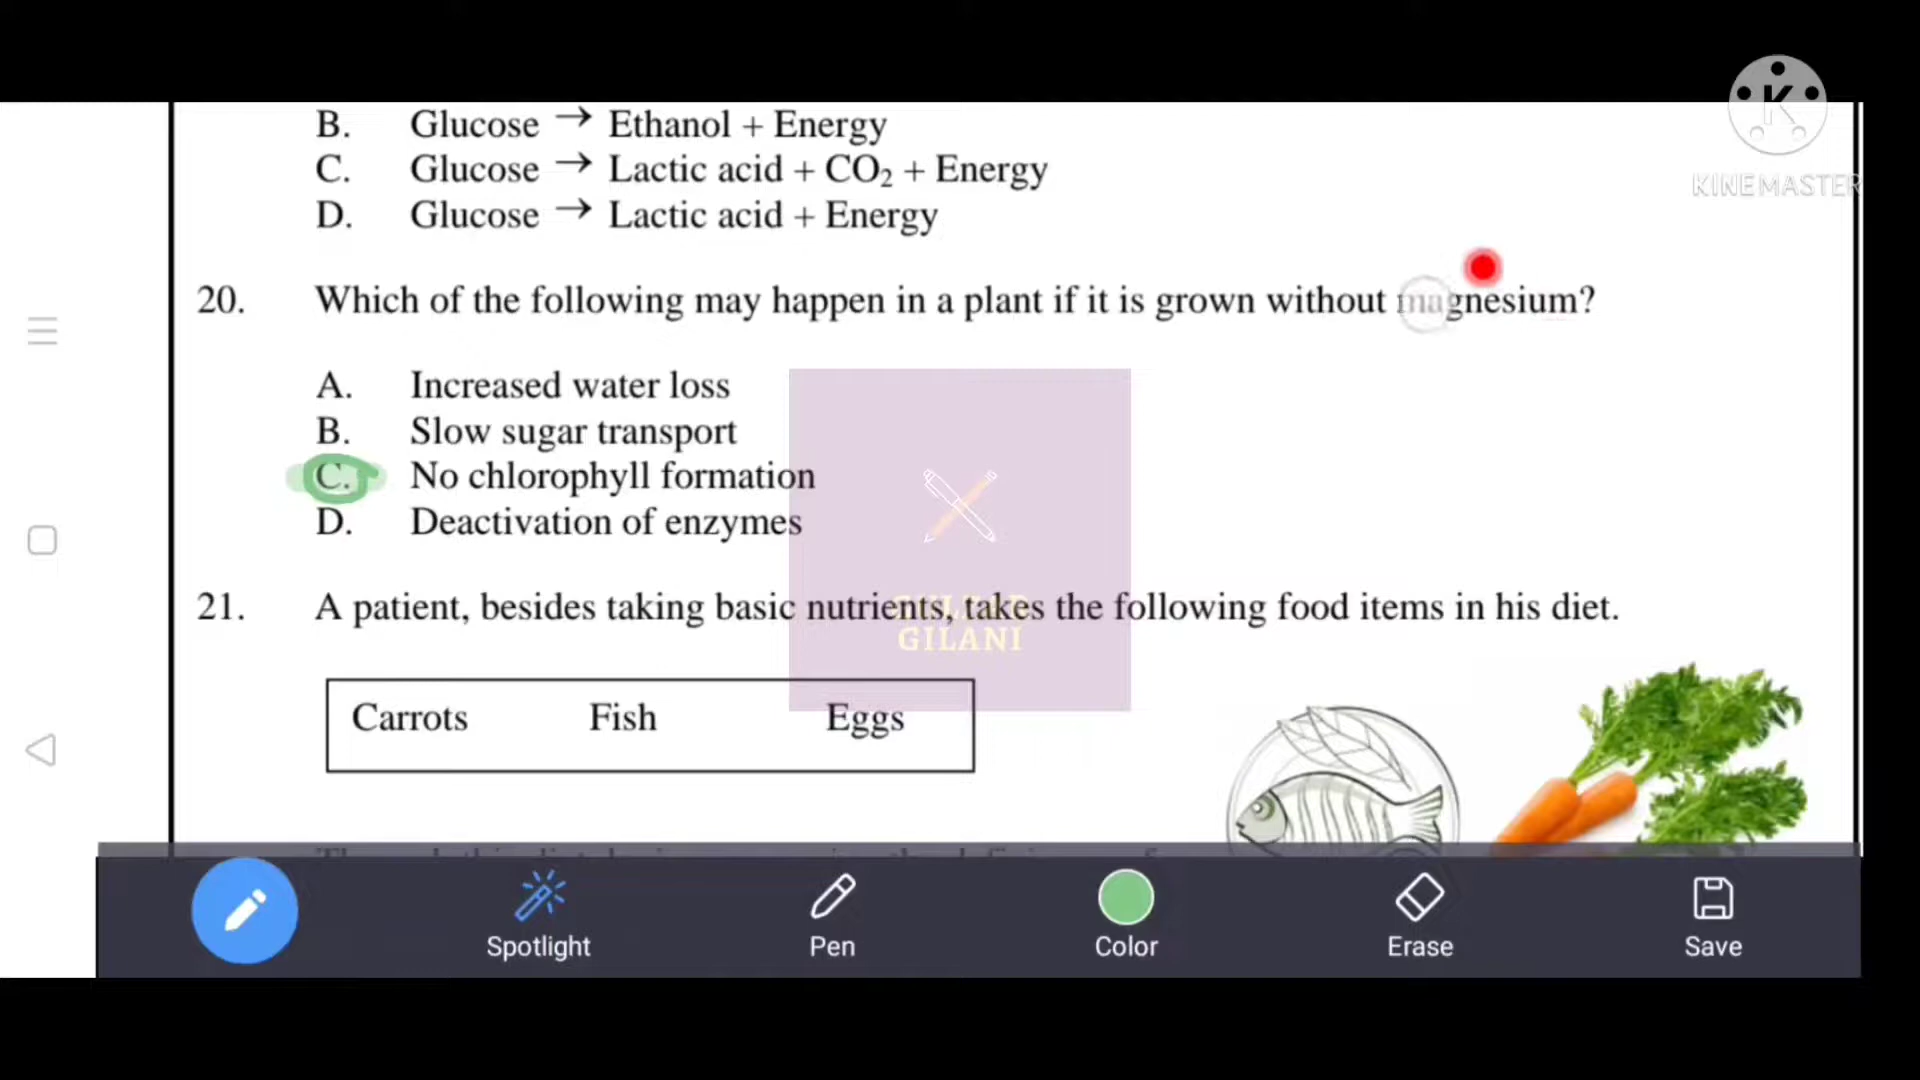 KINEMASTER
B. Glucose → Ethanol + Energy
C. Glucose → Lactic acid + CO₂ + Energy
D. Glucose → Lactic acid + Energy
20. Which of the following may happen in a plant if it is grown without magnesium?
A. Increased water loss
B. Slow sugar transport
C. No chlorophyll formation
D. Deactivation of enzymes
21. A patient, besides taking basic nutrients, takes the following food items in his diet.
GILANI
Carrots Fish Eggs
Spotlight Pen Color Erase Save